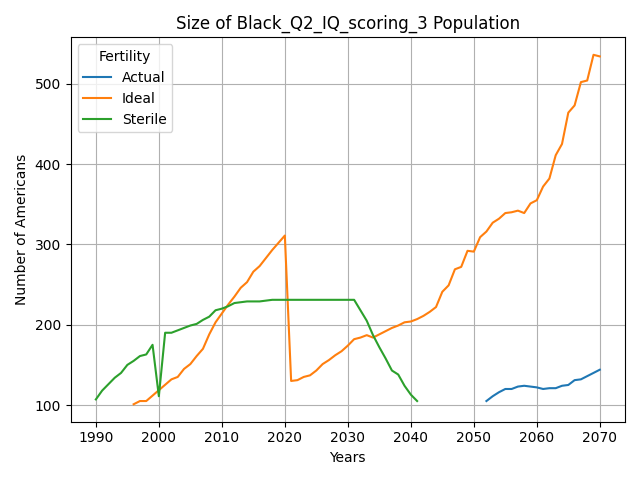 Size of Black_Q2_IQ_scoring_3 Population
Fertility
Actual
Ideal
Sterile
Number of Americans
500
400
300
200
100
1990 2000 2010 2020 2030 2040 2050 2060 2070
Years